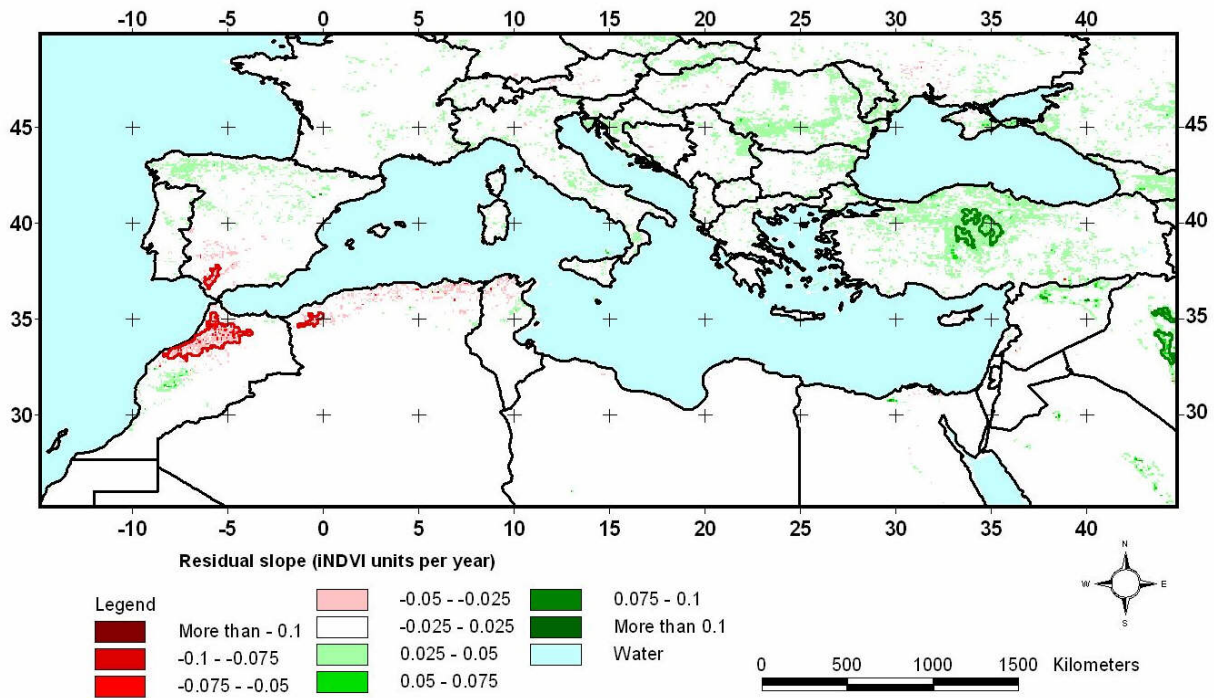 -10 -5 0 5 10 15 20 25 30 35 40
45 45
40 40
35 35
30 30
-10 -5 0 5 10 15 20 25 30 35 40
Residual slope (iNDVI units per year)
Legend
More than - 0.1
-0.1 - -0.075
-0.075 - -0.05
-0.05 - -0.025
-0.025 - 0.025
0.025 - 0.05
0.05 - 0.075
0.075 - 0.1
More than 0.1
Water
N
W E
S
0 500 1000 1500 Kilometers